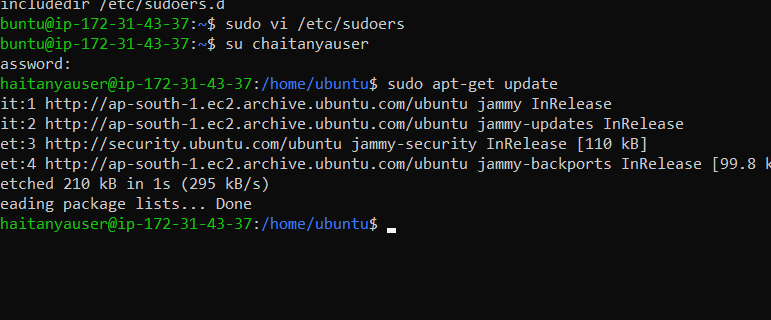 includedir /etc/sudoers.d
buntu@ip-172-31-43-37:~$ sudo vi /etc/sudoers
buntu@ip-172-31-43-37:~$ su chaitanyauser
assword:
haitanyauser@ip-172-31-43-37:/home/ubuntu$ sudo apt-get update
it:1 http://ap-south-1.ec2.archive.ubuntu.com/ubuntu jammy InRelease
it:2 http://ap-south-1.ec2.archive.ubuntu.com/ubuntu jammy-updates InRelease
et:3 http://security.ubuntu.com/ubuntu jammy-security InRelease [110 kB]
et:4 http://ap-south-1.ec2.archive.ubuntu.com/ubuntu jammy-backports InRelease [99.8 k
etched 210 kB in 1s (295 kB/s)
eading package lists... Done
haitanyauser@ip-172-31-43-37:/home/ubuntu$